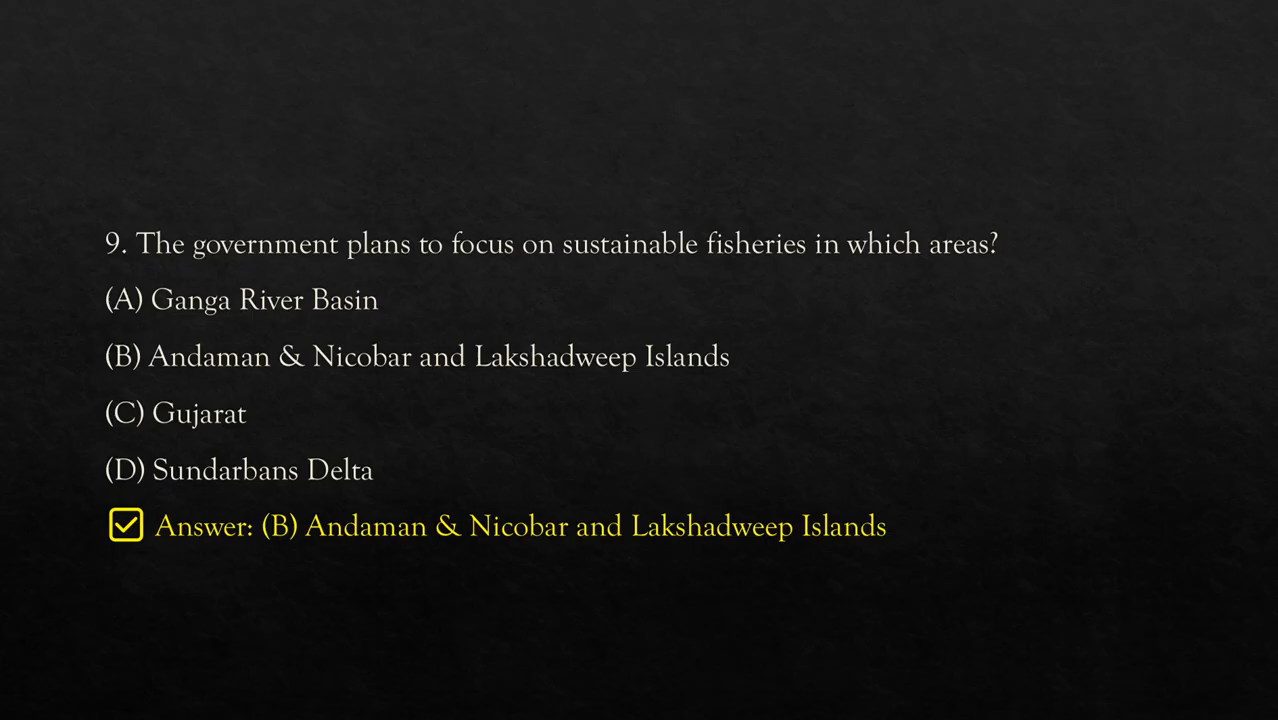 9. The government plans to focus on sustainable fisheries in which areas?
(A) Ganga River Basin
(B) Andaman & Nicobar and Lakshadweep Islands
(C) Gujarat
(D) Sundarbans Delta
☑ Answer: (B) Andaman & Nicobar and Lakshadweep Islands